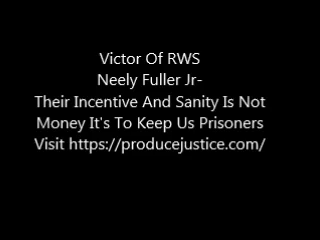 Victor Of RWS
Neely Fuller Jr-
Their Incentive And Sanity Is Not
Money It's To Keep Us Prisoners
Visit https://producejustice.com/